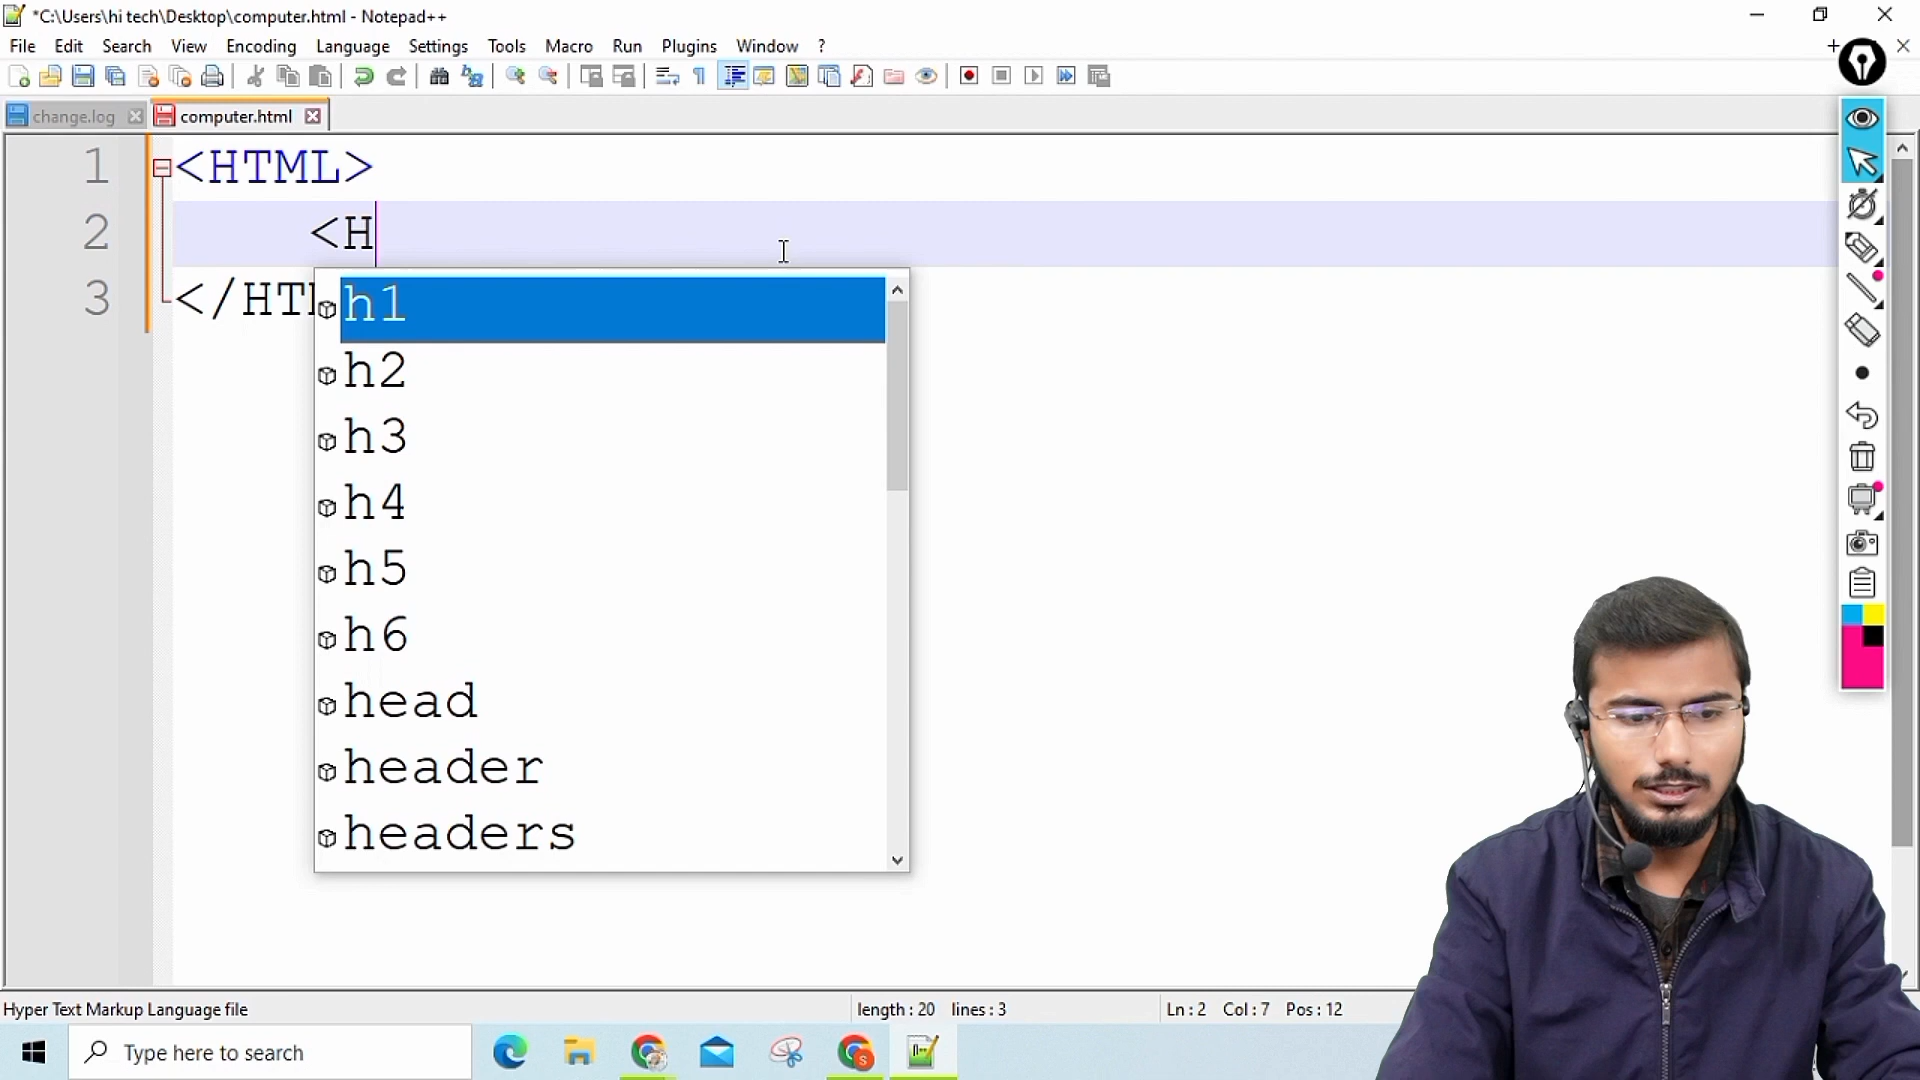 *C:\Users\hi tech\Desktop\computer.html - Notepad++
File Edit Search View Encoding Language Settings Tools Macro Run Plugins Window ?
change.log computer.html
1 <HTML>
2 <H
3 </HT
h1
h2
h3
h4
h5
h6
head
header
headers
Hyper Text Markup Language file length : 20 lines : 3 Ln : 2 Col : 7 Pos : 12
Type here to search